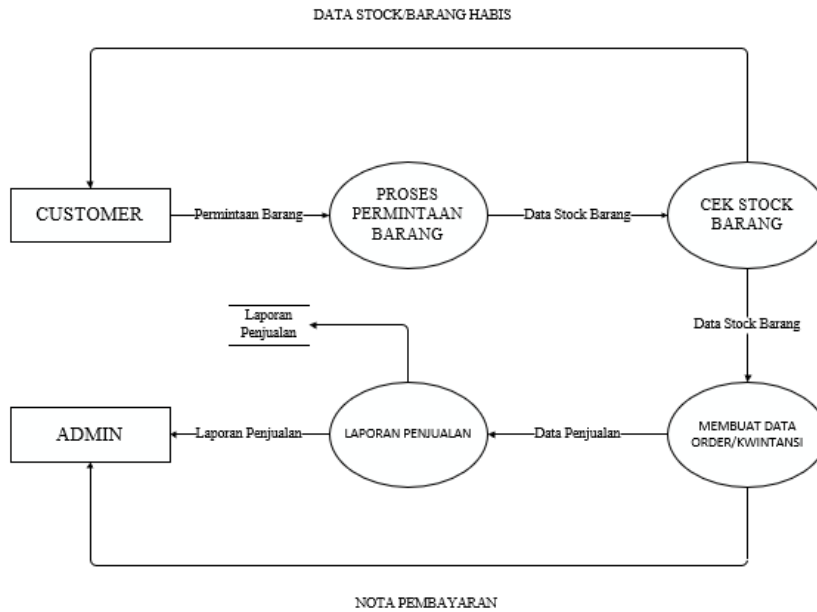 DATA STOCK/BARANG HABIS
CUSTOMER
Permintaan Barang
PROSES
PERMINTAAN
BARANG
Data Stock Barang
CEK STOCK
BARANG
Laporan
Penjualan
Data Stock Barang
ADMIN
Laporan Penjualan
LAPORAN PENJUALAN
Data Penjualan
MEMBUAT DATA
ORDER/KWINTANSI
NOTA PEMBAYARAN